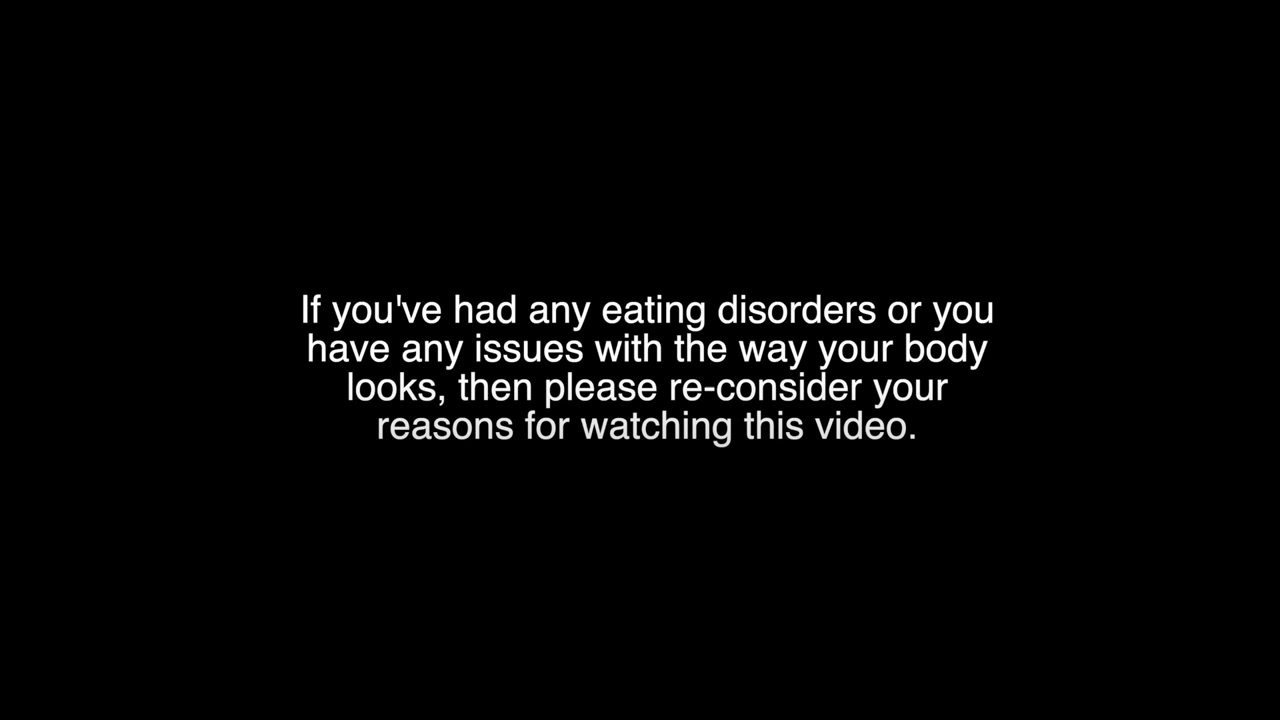 If you've had any eating disorders or you
have any issues with the way your body
looks, then please re-consider your
reasons for watching this video.